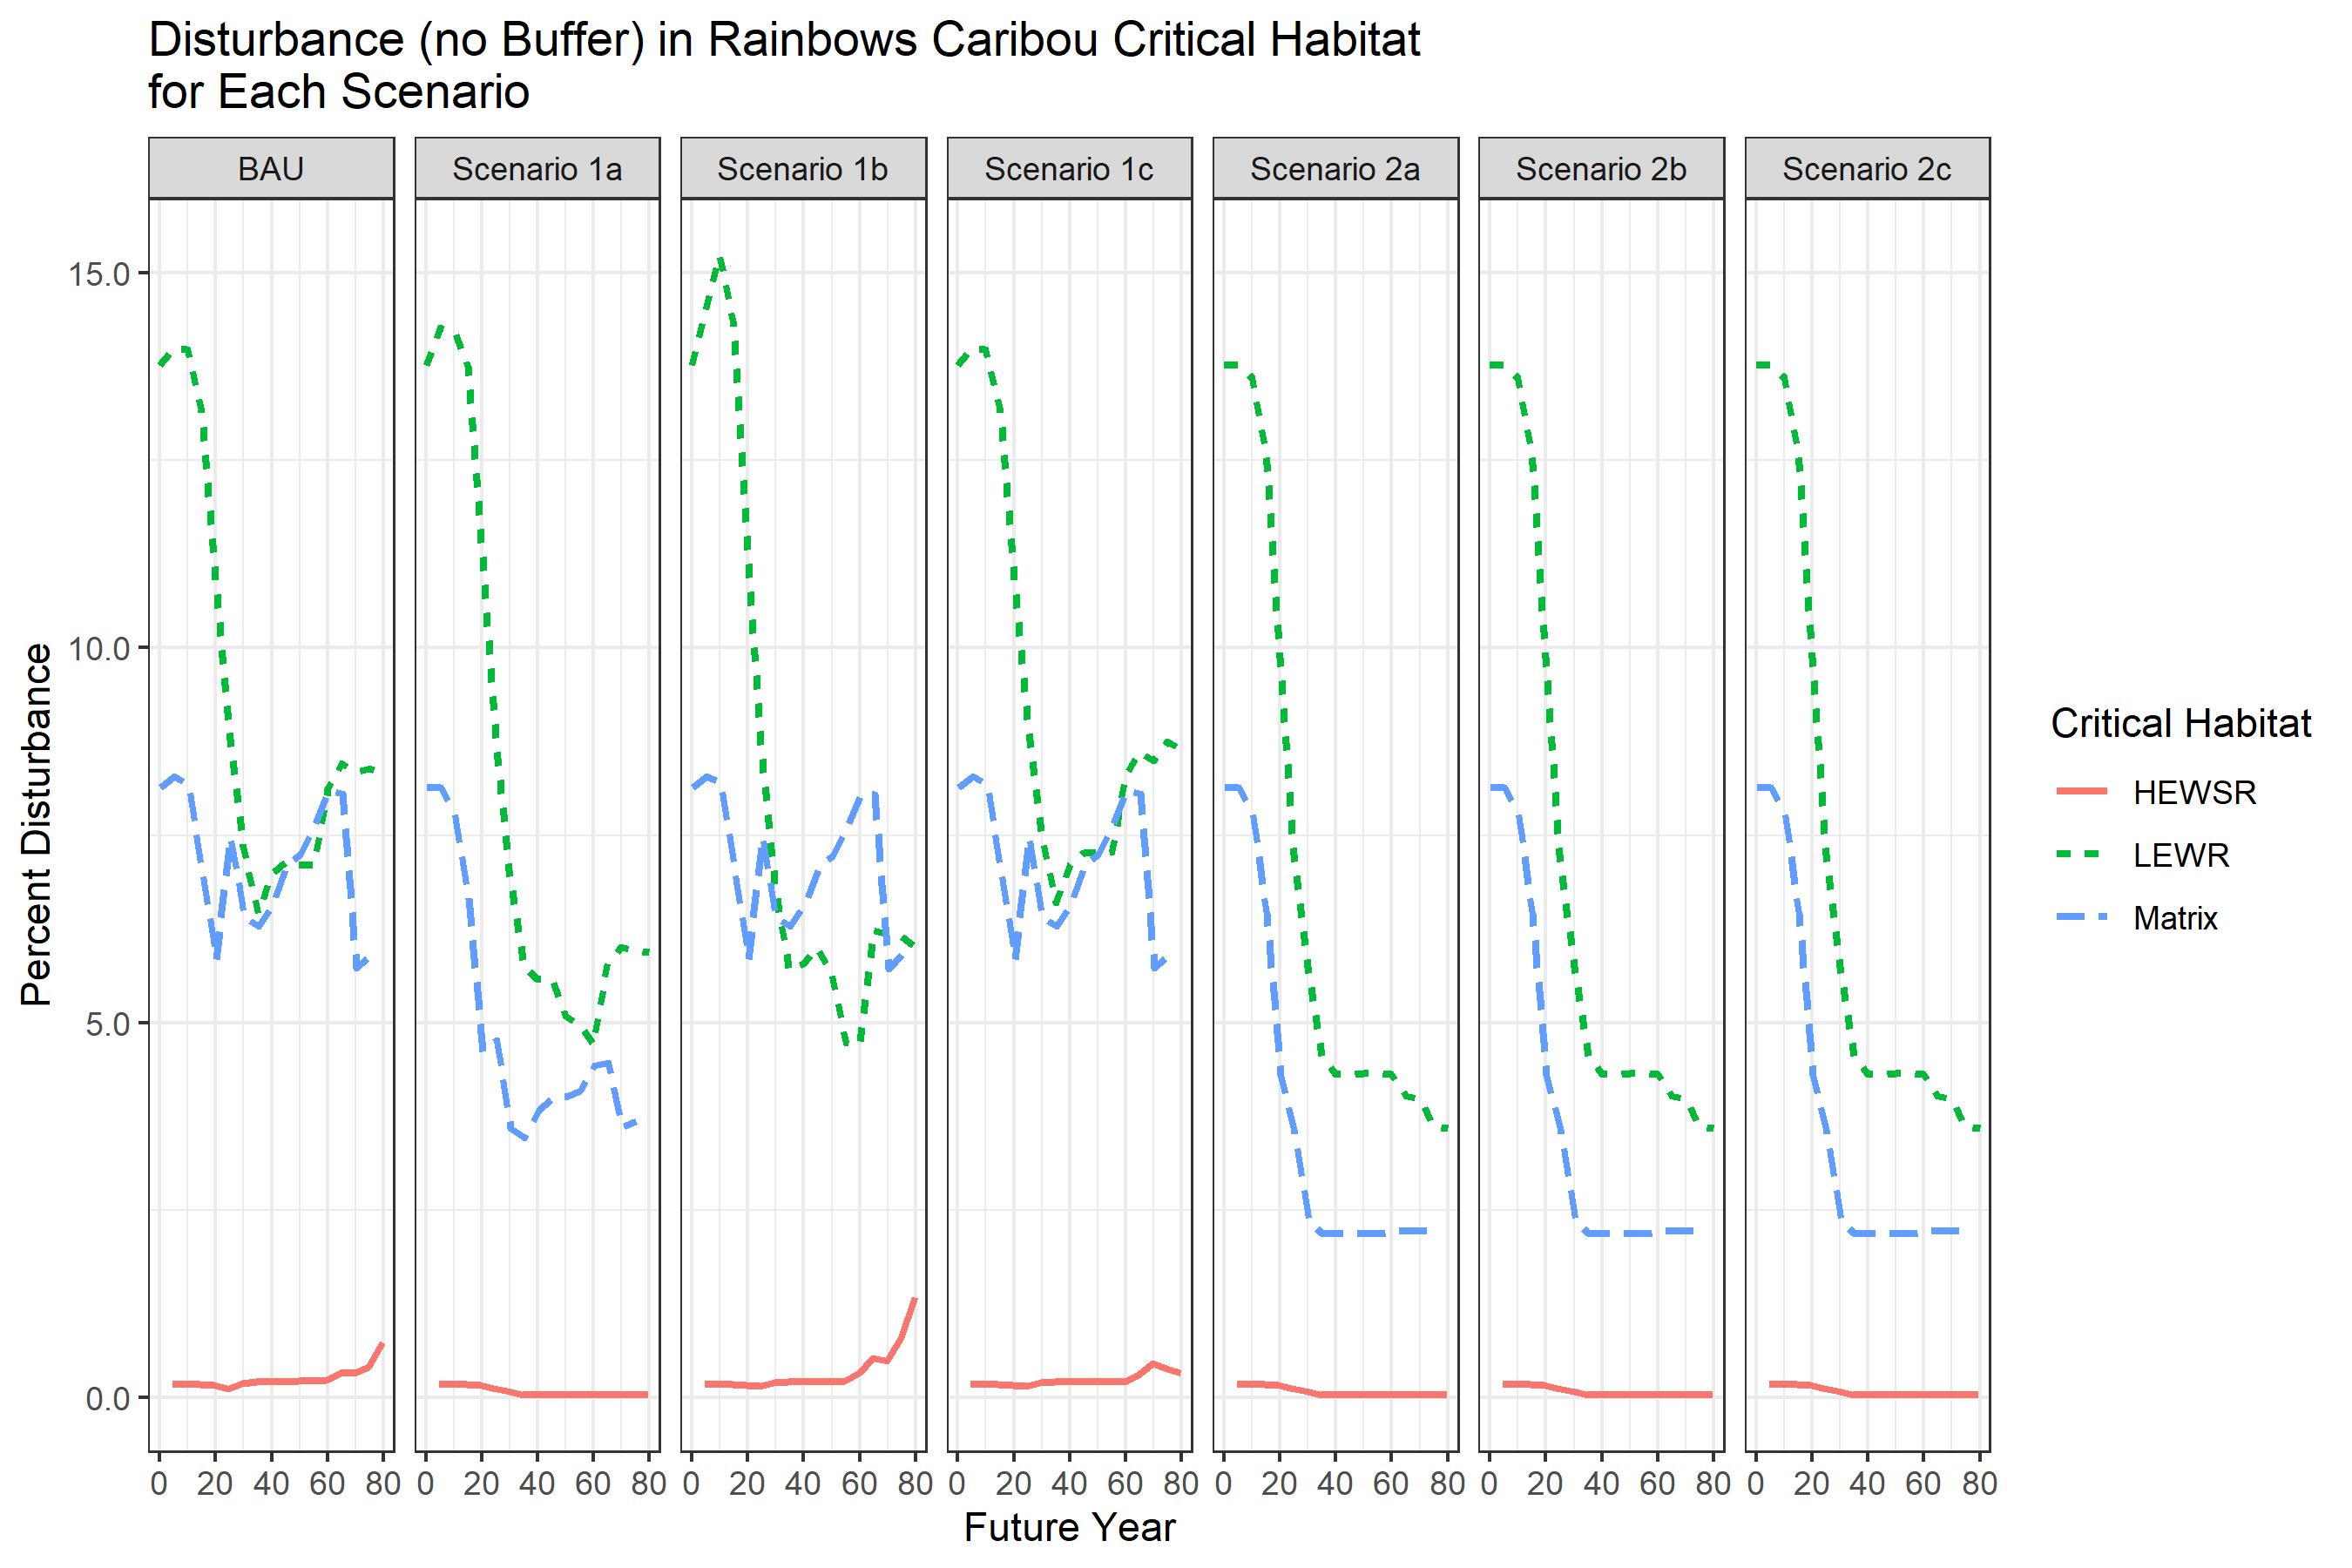 Disturbance (no Buffer) in Rainbows Caribou Critical Habitat
for Each Scenario
BAU
Scenario 1a
Scenario 1b
Scenario 1c
Scenario 2a
Scenario 2b
Scenario 2c
Percent Disturbance
15.0
10.0
5.0
0.0
0 20 40 60 80
0 20 40 60 80
0 20 40 60 80
0 20 40 60 80
0 20 40 60 80
0 20 40 60 80
0 20 40 60 80
Future Year
Critical Habitat
HEWSR
LEWR
Matrix